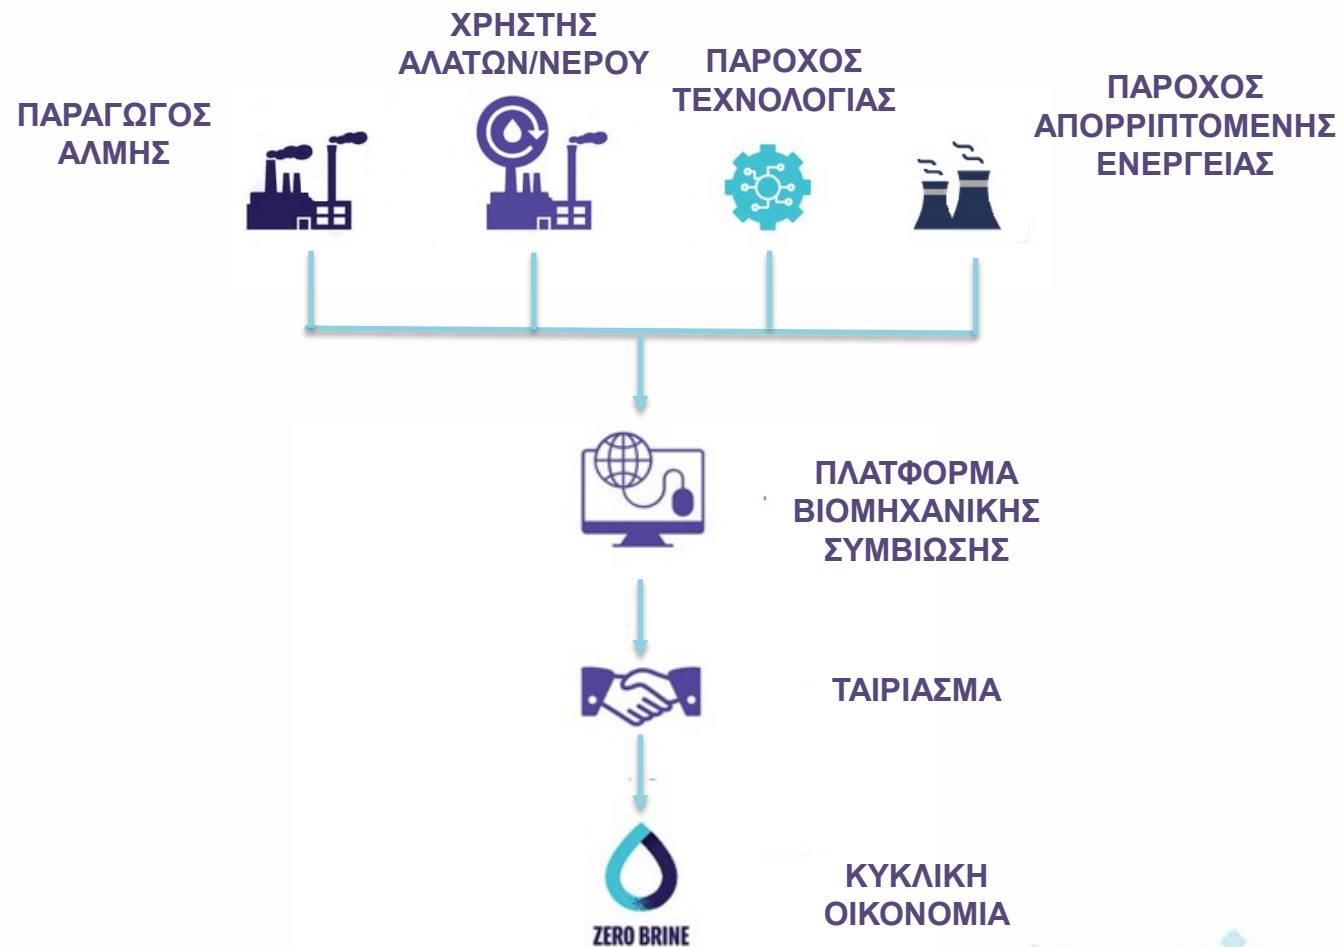 ΧΡΗΣΤΗΣ
ΑΛΑΤΩΝ/ΝΕΡΟΥ
ΠΑΡΟΧΟΣ
ΤΕΧΝΟΛΟΓΙΑΣ
ΠΑΡΟΧΟΣ
ΑΠΟΡΡΙΠΤΟΜΕΝΗΣ
ΕΝΕΡΓΕΙΑΣ
ΠΑΡΑΓΩΓΟΣ
ΑΛΜΗΣ
ΠΛΑΤΦΟΡΜΑ
ΒΙΟΜΗΧΑΝΙΚΗΣ
ΣΥΜΒΙΩΣΗΣ
ΤΑΙΡΙΑΣΜΑ
ΚΥΚΛΙΚΗ
ΟΙΚΟΝΟΜΙΑ
ZERO BRINE